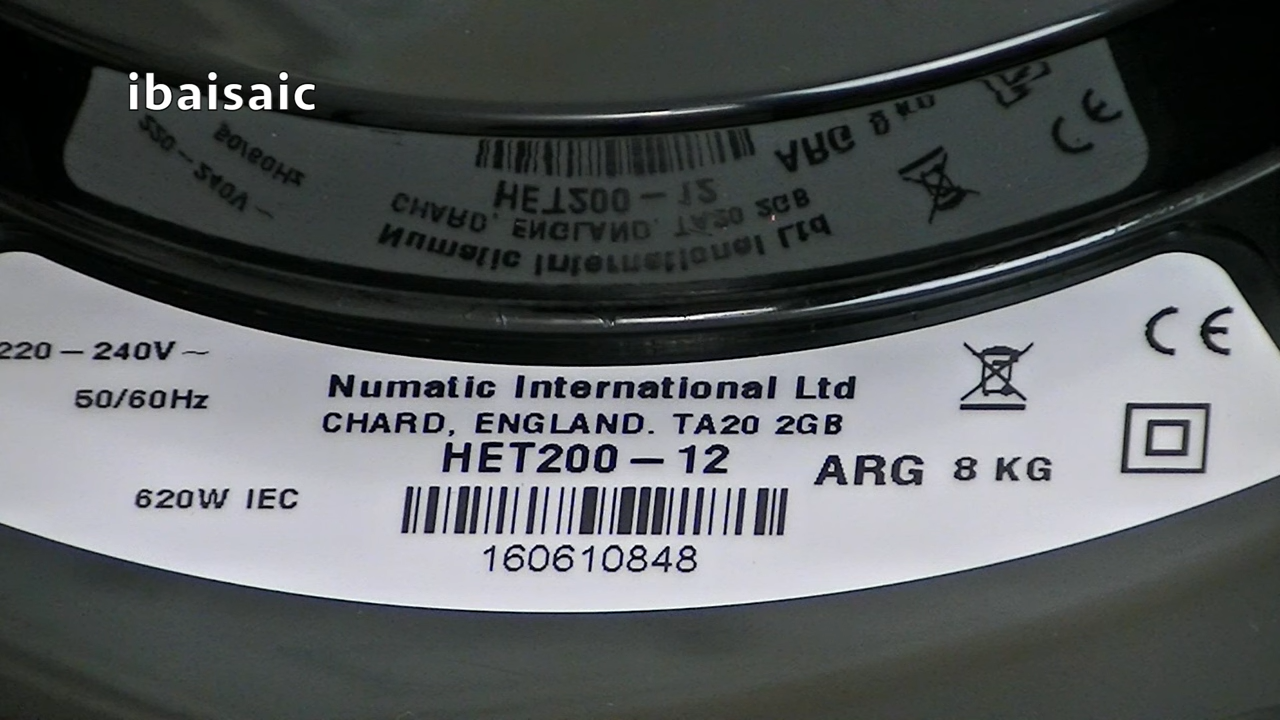 ibaisaic
220 – 240V ~
50/60Hz
620W IEC
Numatic International Ltd
CHARD, ENGLAND. TA20 2GB
HET200 – 12
160610848
ARG 8 KG
CE